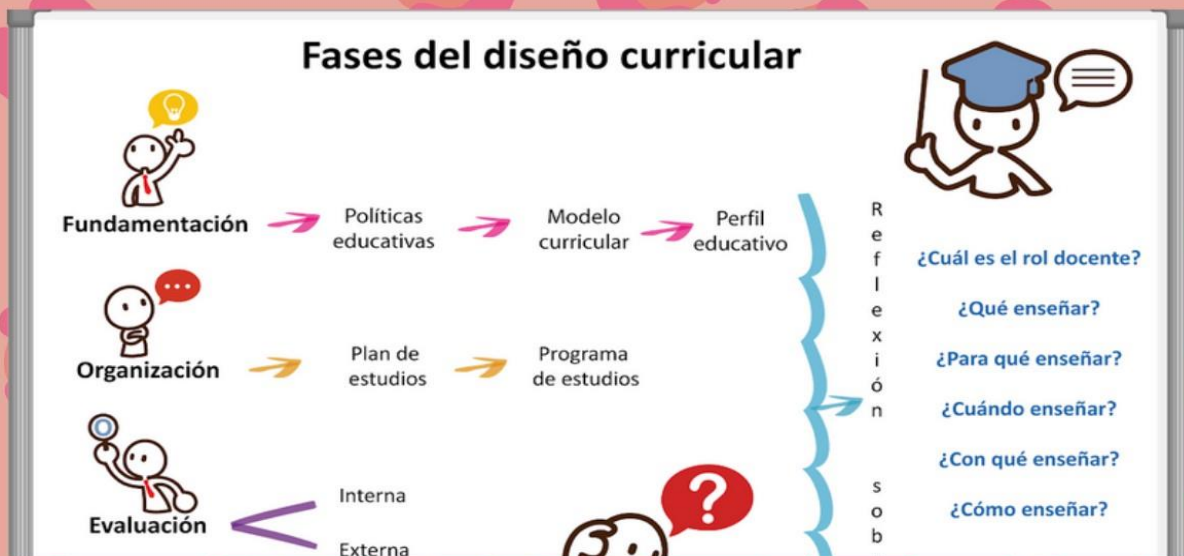 Fases del diseño curricular
Fundamentación
Políticas
educativas
Modelo
curricular
Perfil
educativo
Organización
Plan de
estudios
Programa
de estudios
Evaluación
Interna
Externa
?
Reflexión sob
¿Cuál es el rol docente?
¿Qué enseñar?
¿Para qué enseñar?
¿Cuándo enseñar?
¿Con qué enseñar?
¿Cómo enseñar?